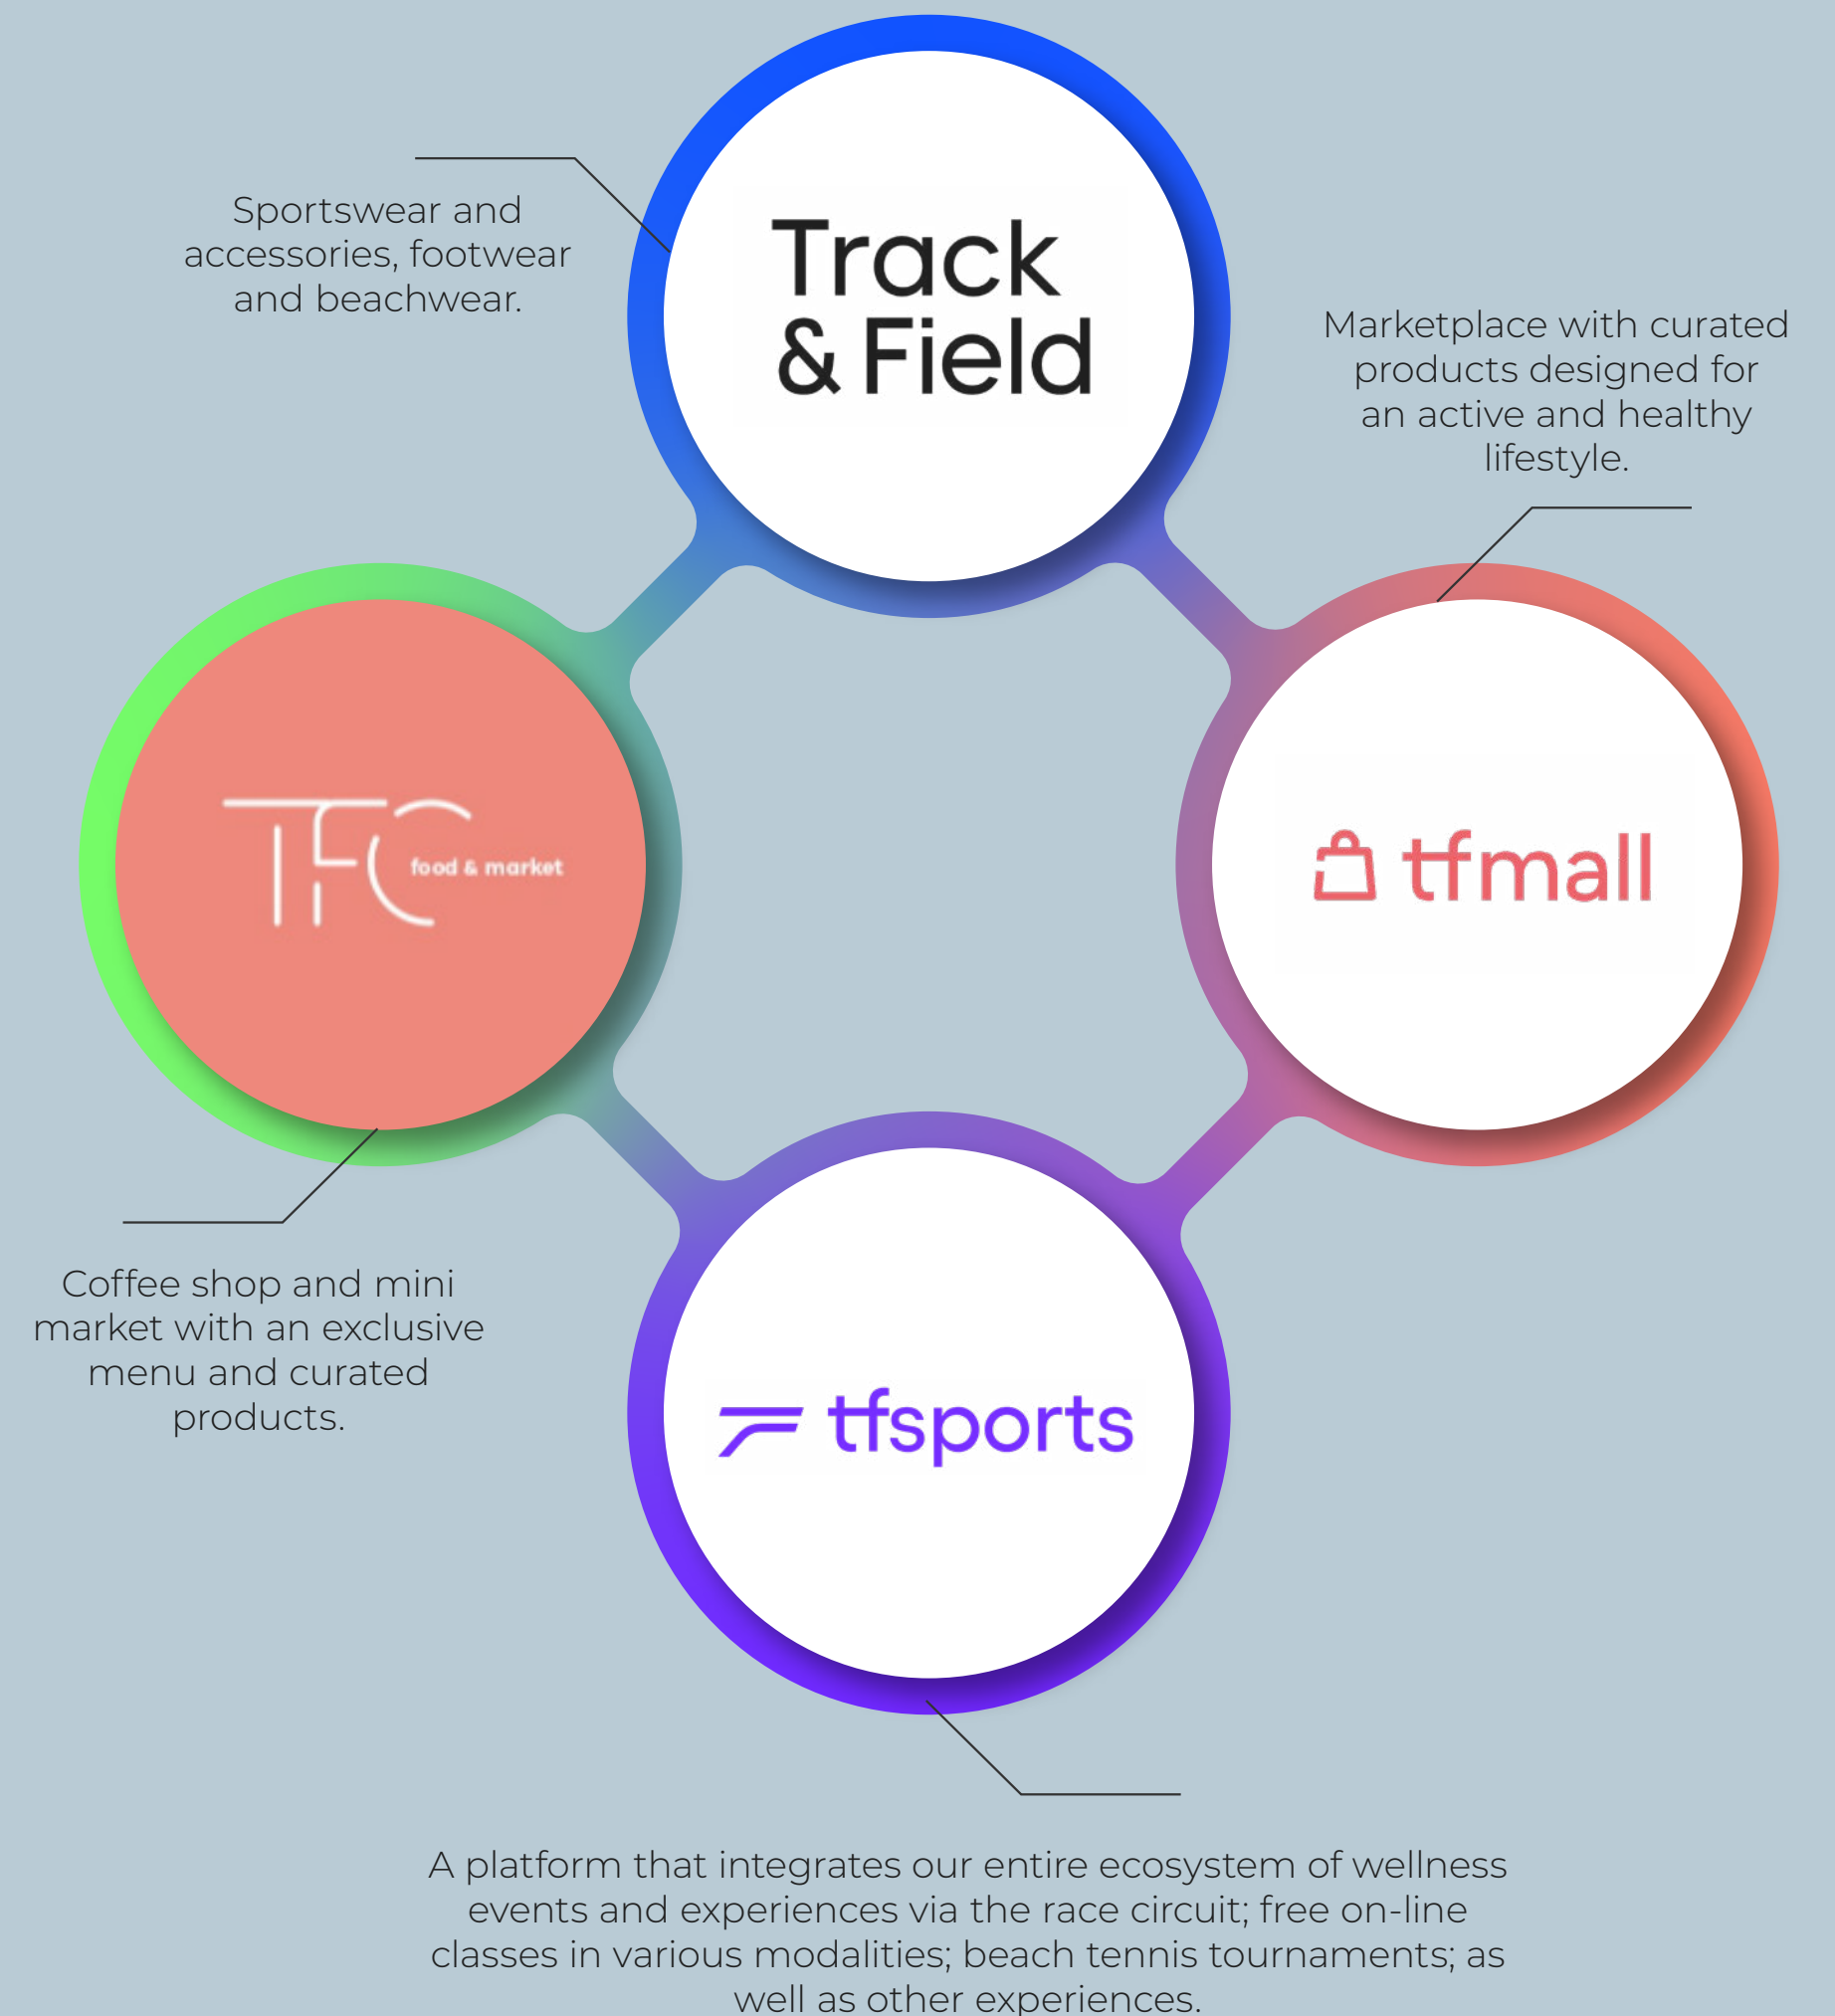 Sportswear and
accessories, footwear
and beachwear.
Track
& Field
Marketplace with curated
products designed for
an active and healthy
lifestyle.
TFC
food & market
tfmall
Coffee shop and mini
market with an exclusive
menu and curated
products.
tfsports
A platform that integrates our entire ecosystem of wellness
events and experiences via the race circuit; free on-line
classes in various modalities; beach tennis tournaments; as
well as other experiences.